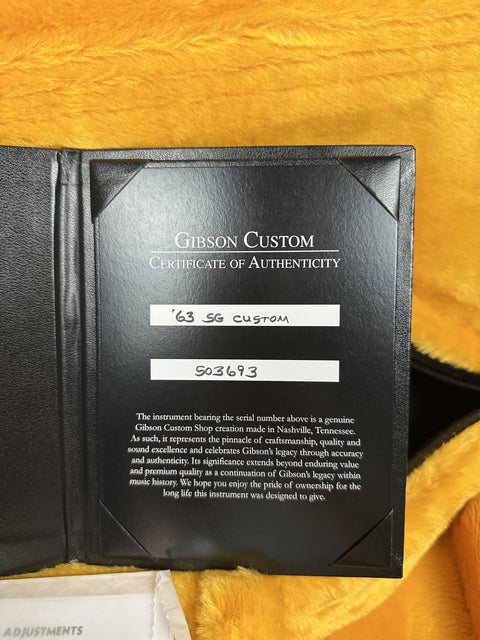 GIBSON CUSTOM
CERTIFICATE OF AUTHENTICITY
'63 SG CUSTOM
503693
The instrument bearing the serial number above is a genuine
Gibson Custom Shop creation made in Nashville, Tennessee.
As such, it represents the pinnacle of craftsmanship, quality and
sound excellence and celebrates Gibson's legacy through accuracy
and authenticity. Its significance extends beyond enduring value
and premium quality as a continuation of Gibson's legacy within
music history. We hope you enjoy the pride of ownership for the
long life this instrument was designed to give.
ADJUSTMENTS